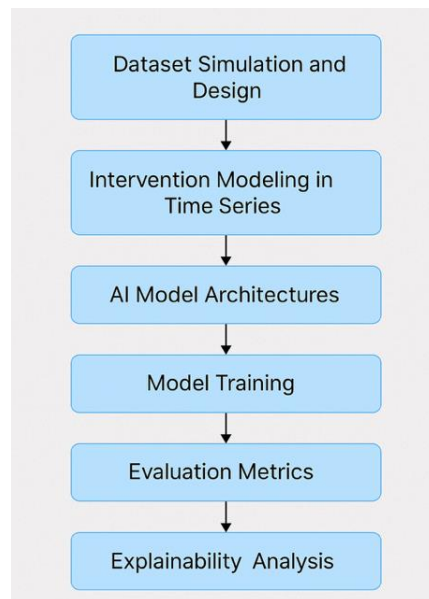 Dataset Simulation and
Design
Intervention Modeling in
Time Series
AI Model Architectures
Model Training
Evaluation Metrics
Explainability Analysis